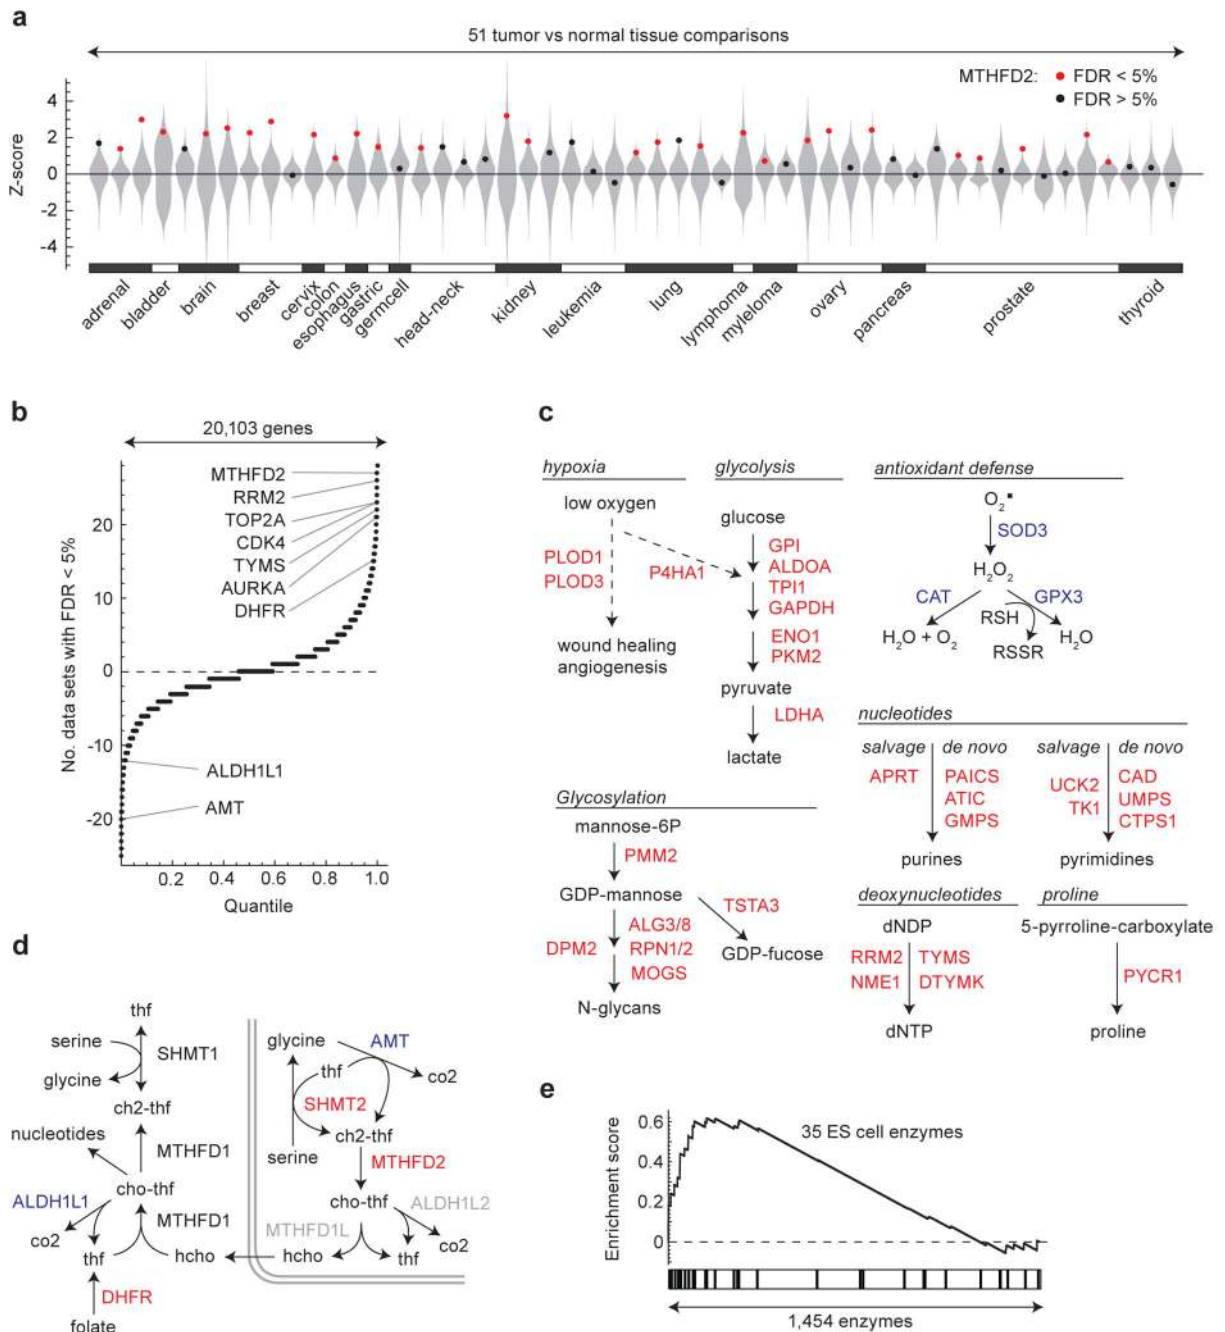 a
51 tumor vs normal tissue comparisons
MTHFD2: FDR < 5%
FDR > 5%
Z-score
4
2
0
-2
-4
adrenal
bladder
brain
breast
cervix
colon
esophagus
gastric
germcell
head-neck
kidney
leukemia
lung
lymphoma
myleloma
ovary
pancreas
prostate
thyroid
b
20,103 genes
No. data sets with FDR < 5%
20
10
0
-10
-20
MTHFD2
RRM2
TOP2A
CDK4
TYMS
AURKA
DHFR
ALDH1L1
AMT
0.2 0.4 0.6 0.8 1.0
Quantile
c
hypoxia
low oxygen
PLOD1
PLOD3
P4HA1
wound healing
angiogenesis
glycolysis
glucose
GPI
ALDOA
TPI1
GAPDH
ENO1
PKM2
pyruvate
LDHA
lactate
antioxidant defense
O2▪
SOD3
H2O2
CAT
GPX3
RSH
H2O + O2
RSSR
H2O
nucleotides
salvage de novo
APRT
PAICS
ATIC
GMPS
purines
salvage de novo
UCK2
TK1
CAD
UMPS
CTPS1
pyrimidines
Glycosylation
mannose-6P
PMM2
GDP-mannose
TSTA3
GDP-fucose
DPM2
ALG3/8
RPN1/2
MOGS
N-glycans
deoxynucleotides
dNDP
RRM2 TYMS
NME1 DTYMK
dNTP
proline
5-pyrroline-carboxylate
PYCR1
proline
d
thf
serine
SHMT1
glycine
ch2-thf
nucleotides
MTHFD1
cho-thf
ALDH1L1
MTHFD1
co2
thf
hcho
DHFR
folate
glycine
AMT
thf
co2
SHMT2
ch2-thf
serine
MTHFD2
cho-thf
ALDH1L2
MTHFD1L
hcho
thf
co2
e
Enrichment score
0.6
0.4
0.2
0
35 ES cell enzymes
1,454 enzymes